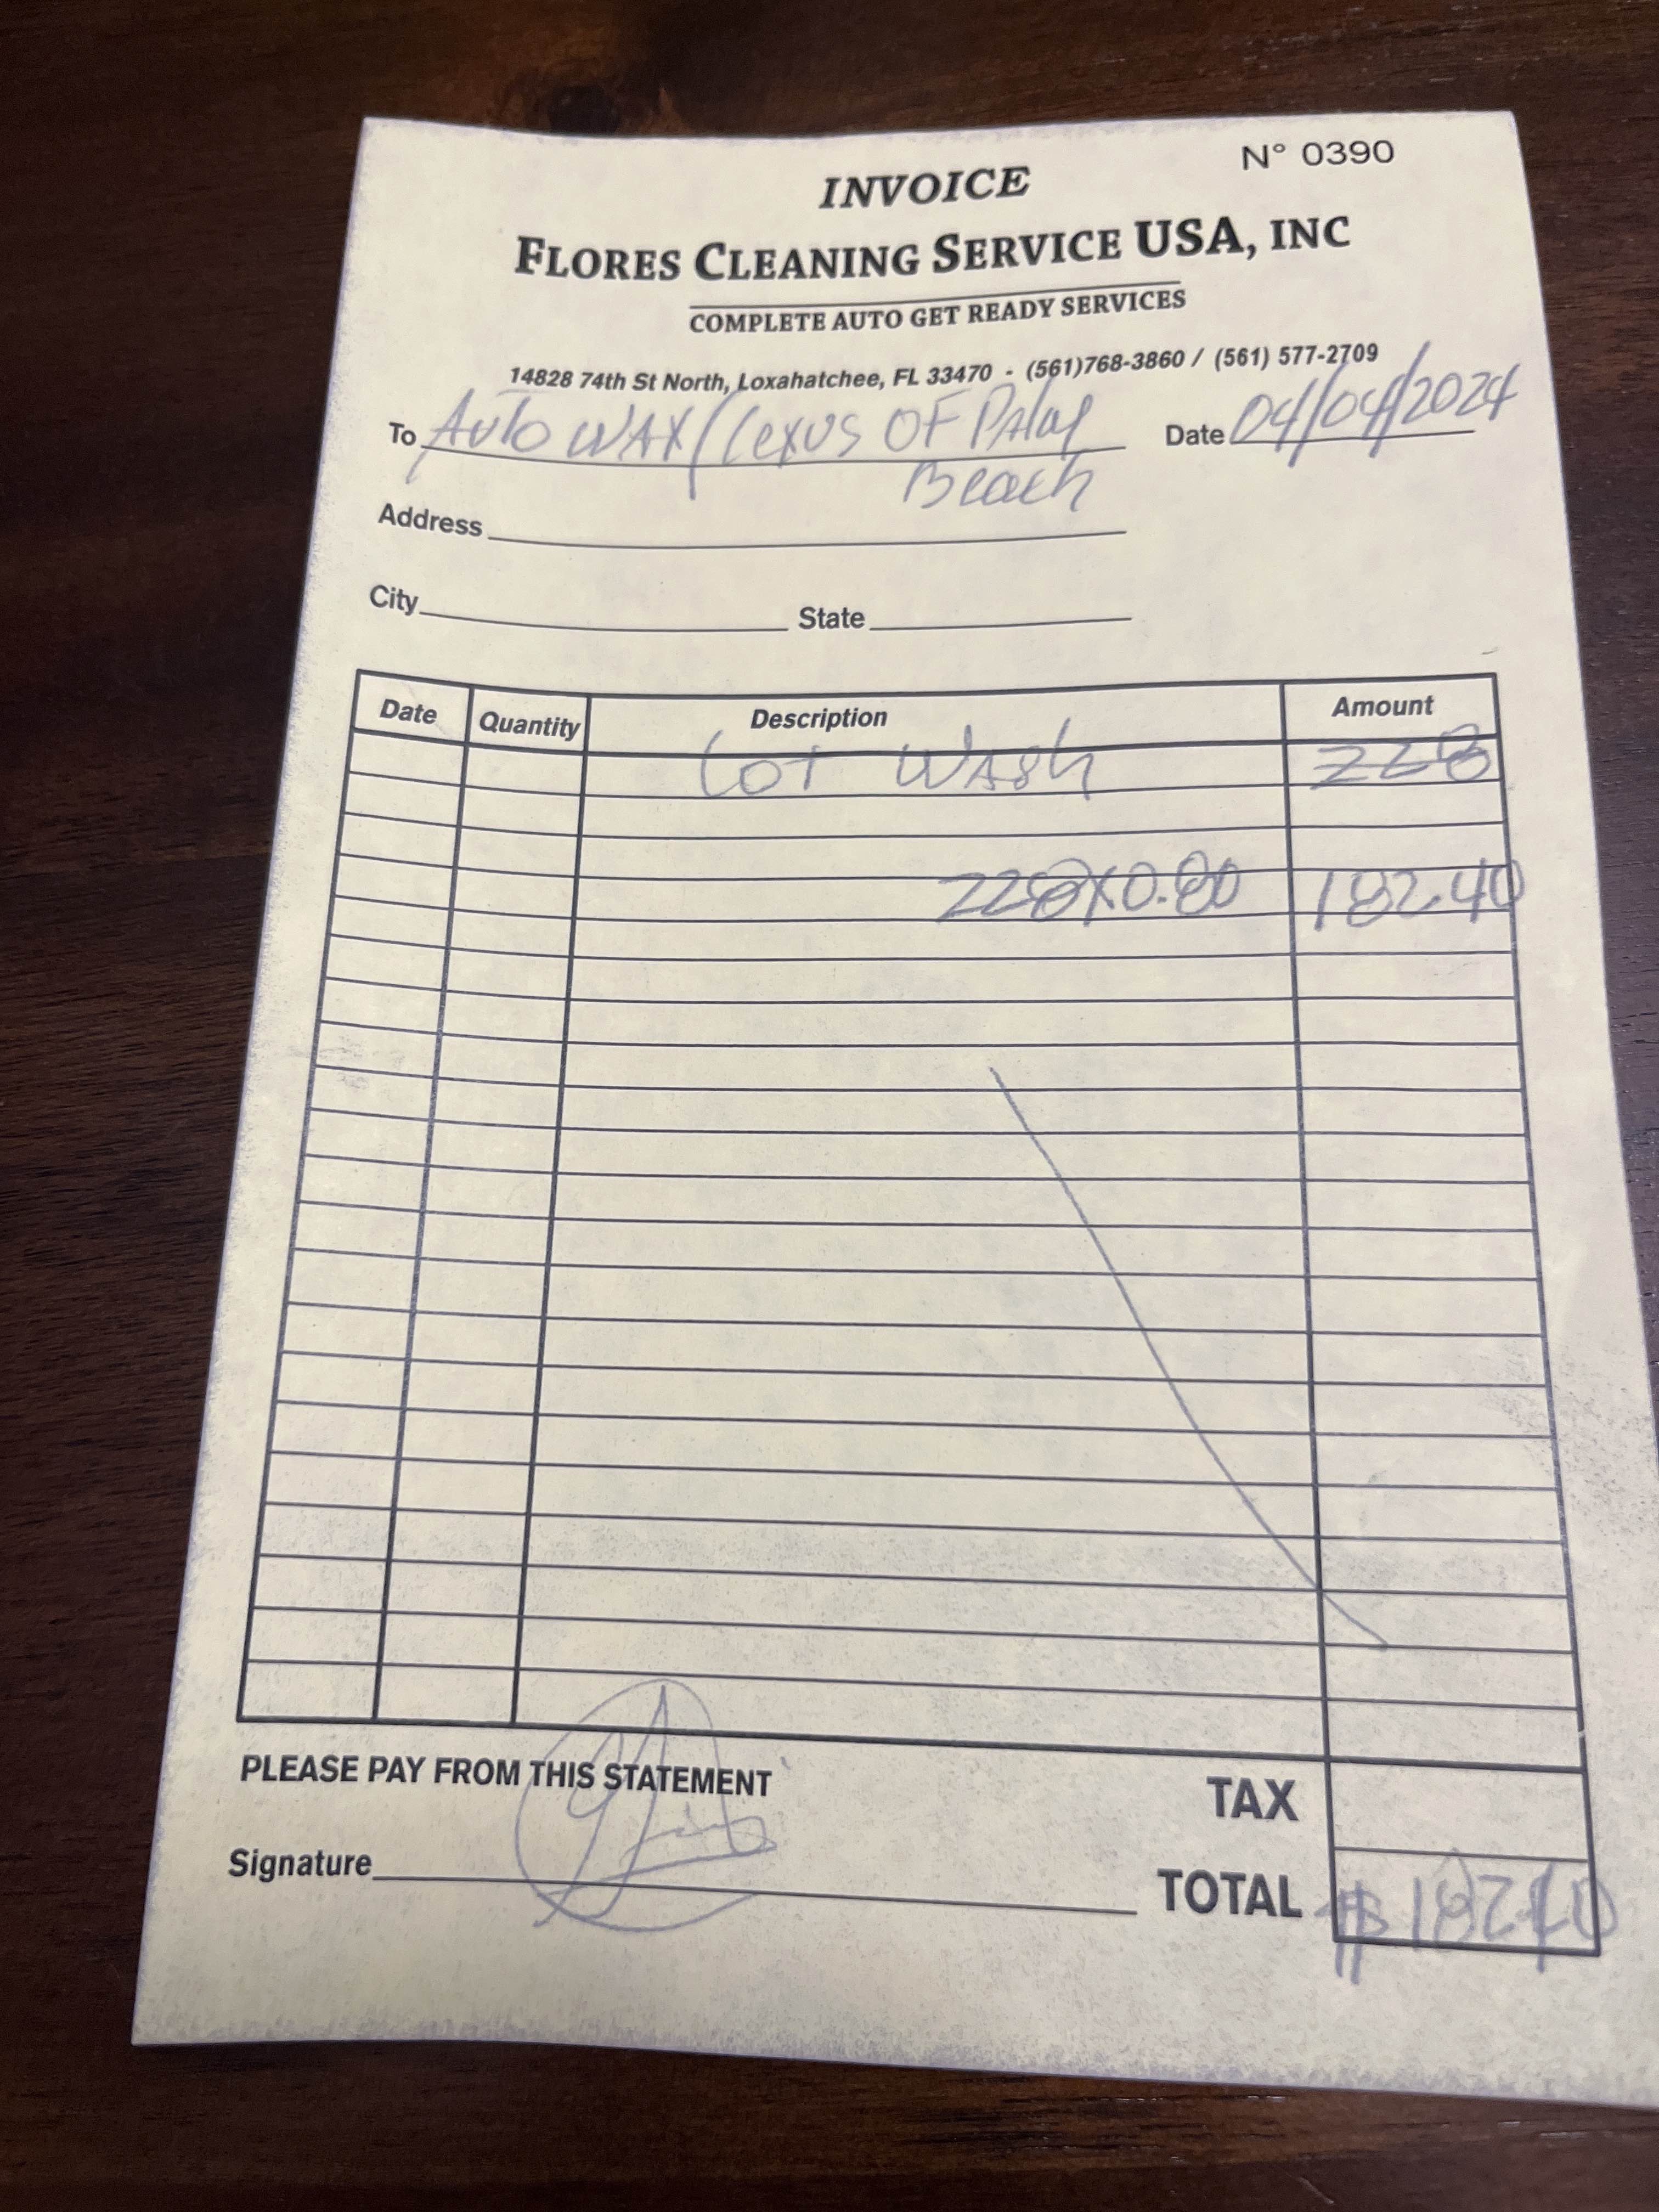 N° 0390
INVOICE
FLORES CLEANING SERVICE USA, INC
COMPLETE AUTO GET READY SERVICES
14828 74th St North, Loxahatchee, FL 33470 - (561)768-3860 / (561) 577-2709
To Auto WAX/Lexus OF Palm Date 04/04/2024
Beach
Address
City State
Date Quantity Description Amount
Lot Wash 228
228X0.80 182.40
PLEASE PAY FROM THIS STATEMENT
TAX
Signature TOTAL $182.40